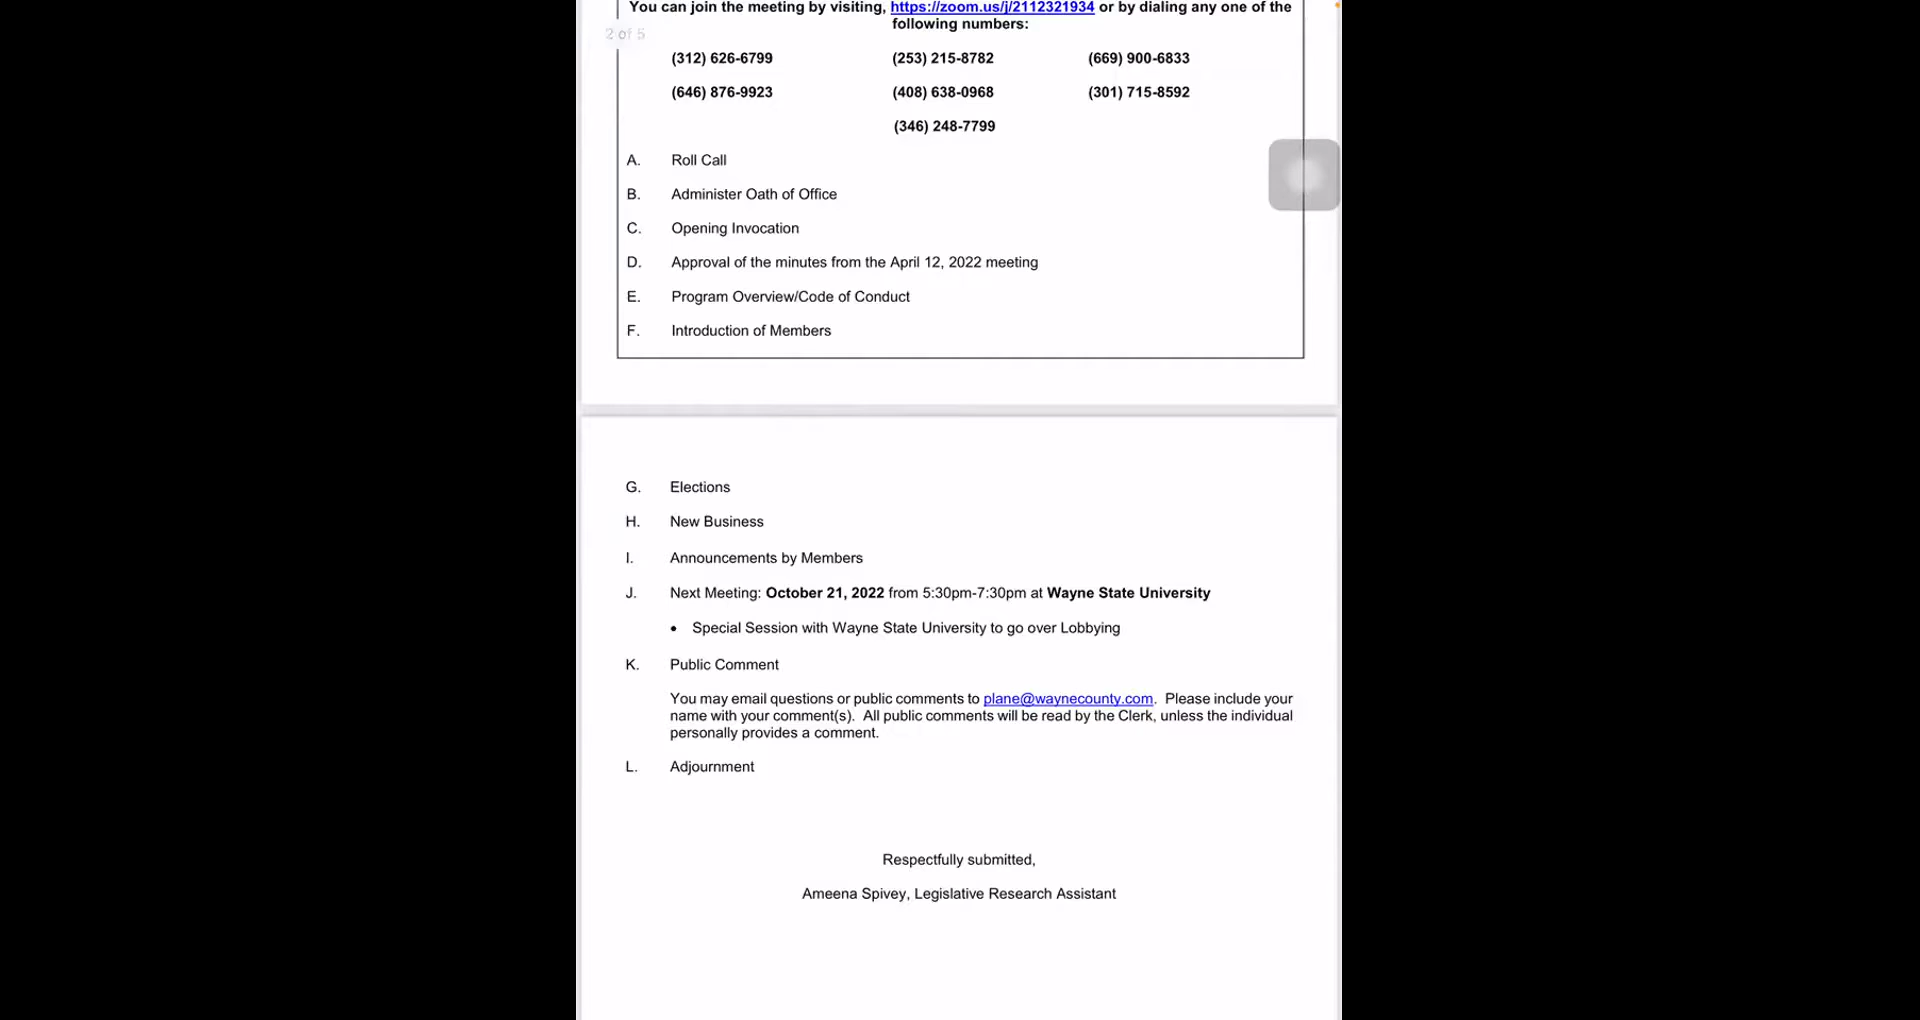 You can join the meeting by visiting, https://zoom.us/j/2112321934 or by dialing any one of the
following numbers:
2 of 5
(312) 626-6799 (253) 215-8782 (669) 900-6833
(646) 876-9923 (408) 638-0968 (301) 715-8592
(346) 248-7799
A. Roll Call
B. Administer Oath of Office
C. Opening Invocation
D. Approval of the minutes from the April 12, 2022 meeting
E. Program Overview/Code of Conduct
F. Introduction of Members
G. Elections
H. New Business
I. Announcements by Members
J. Next Meeting: October 21, 2022 from 5:30pm-7:30pm at Wayne State University
• Special Session with Wayne State University to go over Lobbying
K. Public Comment
You may email questions or public comments to plane@waynecounty.com. Please include your
name with your comment(s). All public comments will be read by the Clerk, unless the individual
personally provides a comment.
L. Adjournment
Respectfully submitted,
Ameena Spivey, Legislative Research Assistant